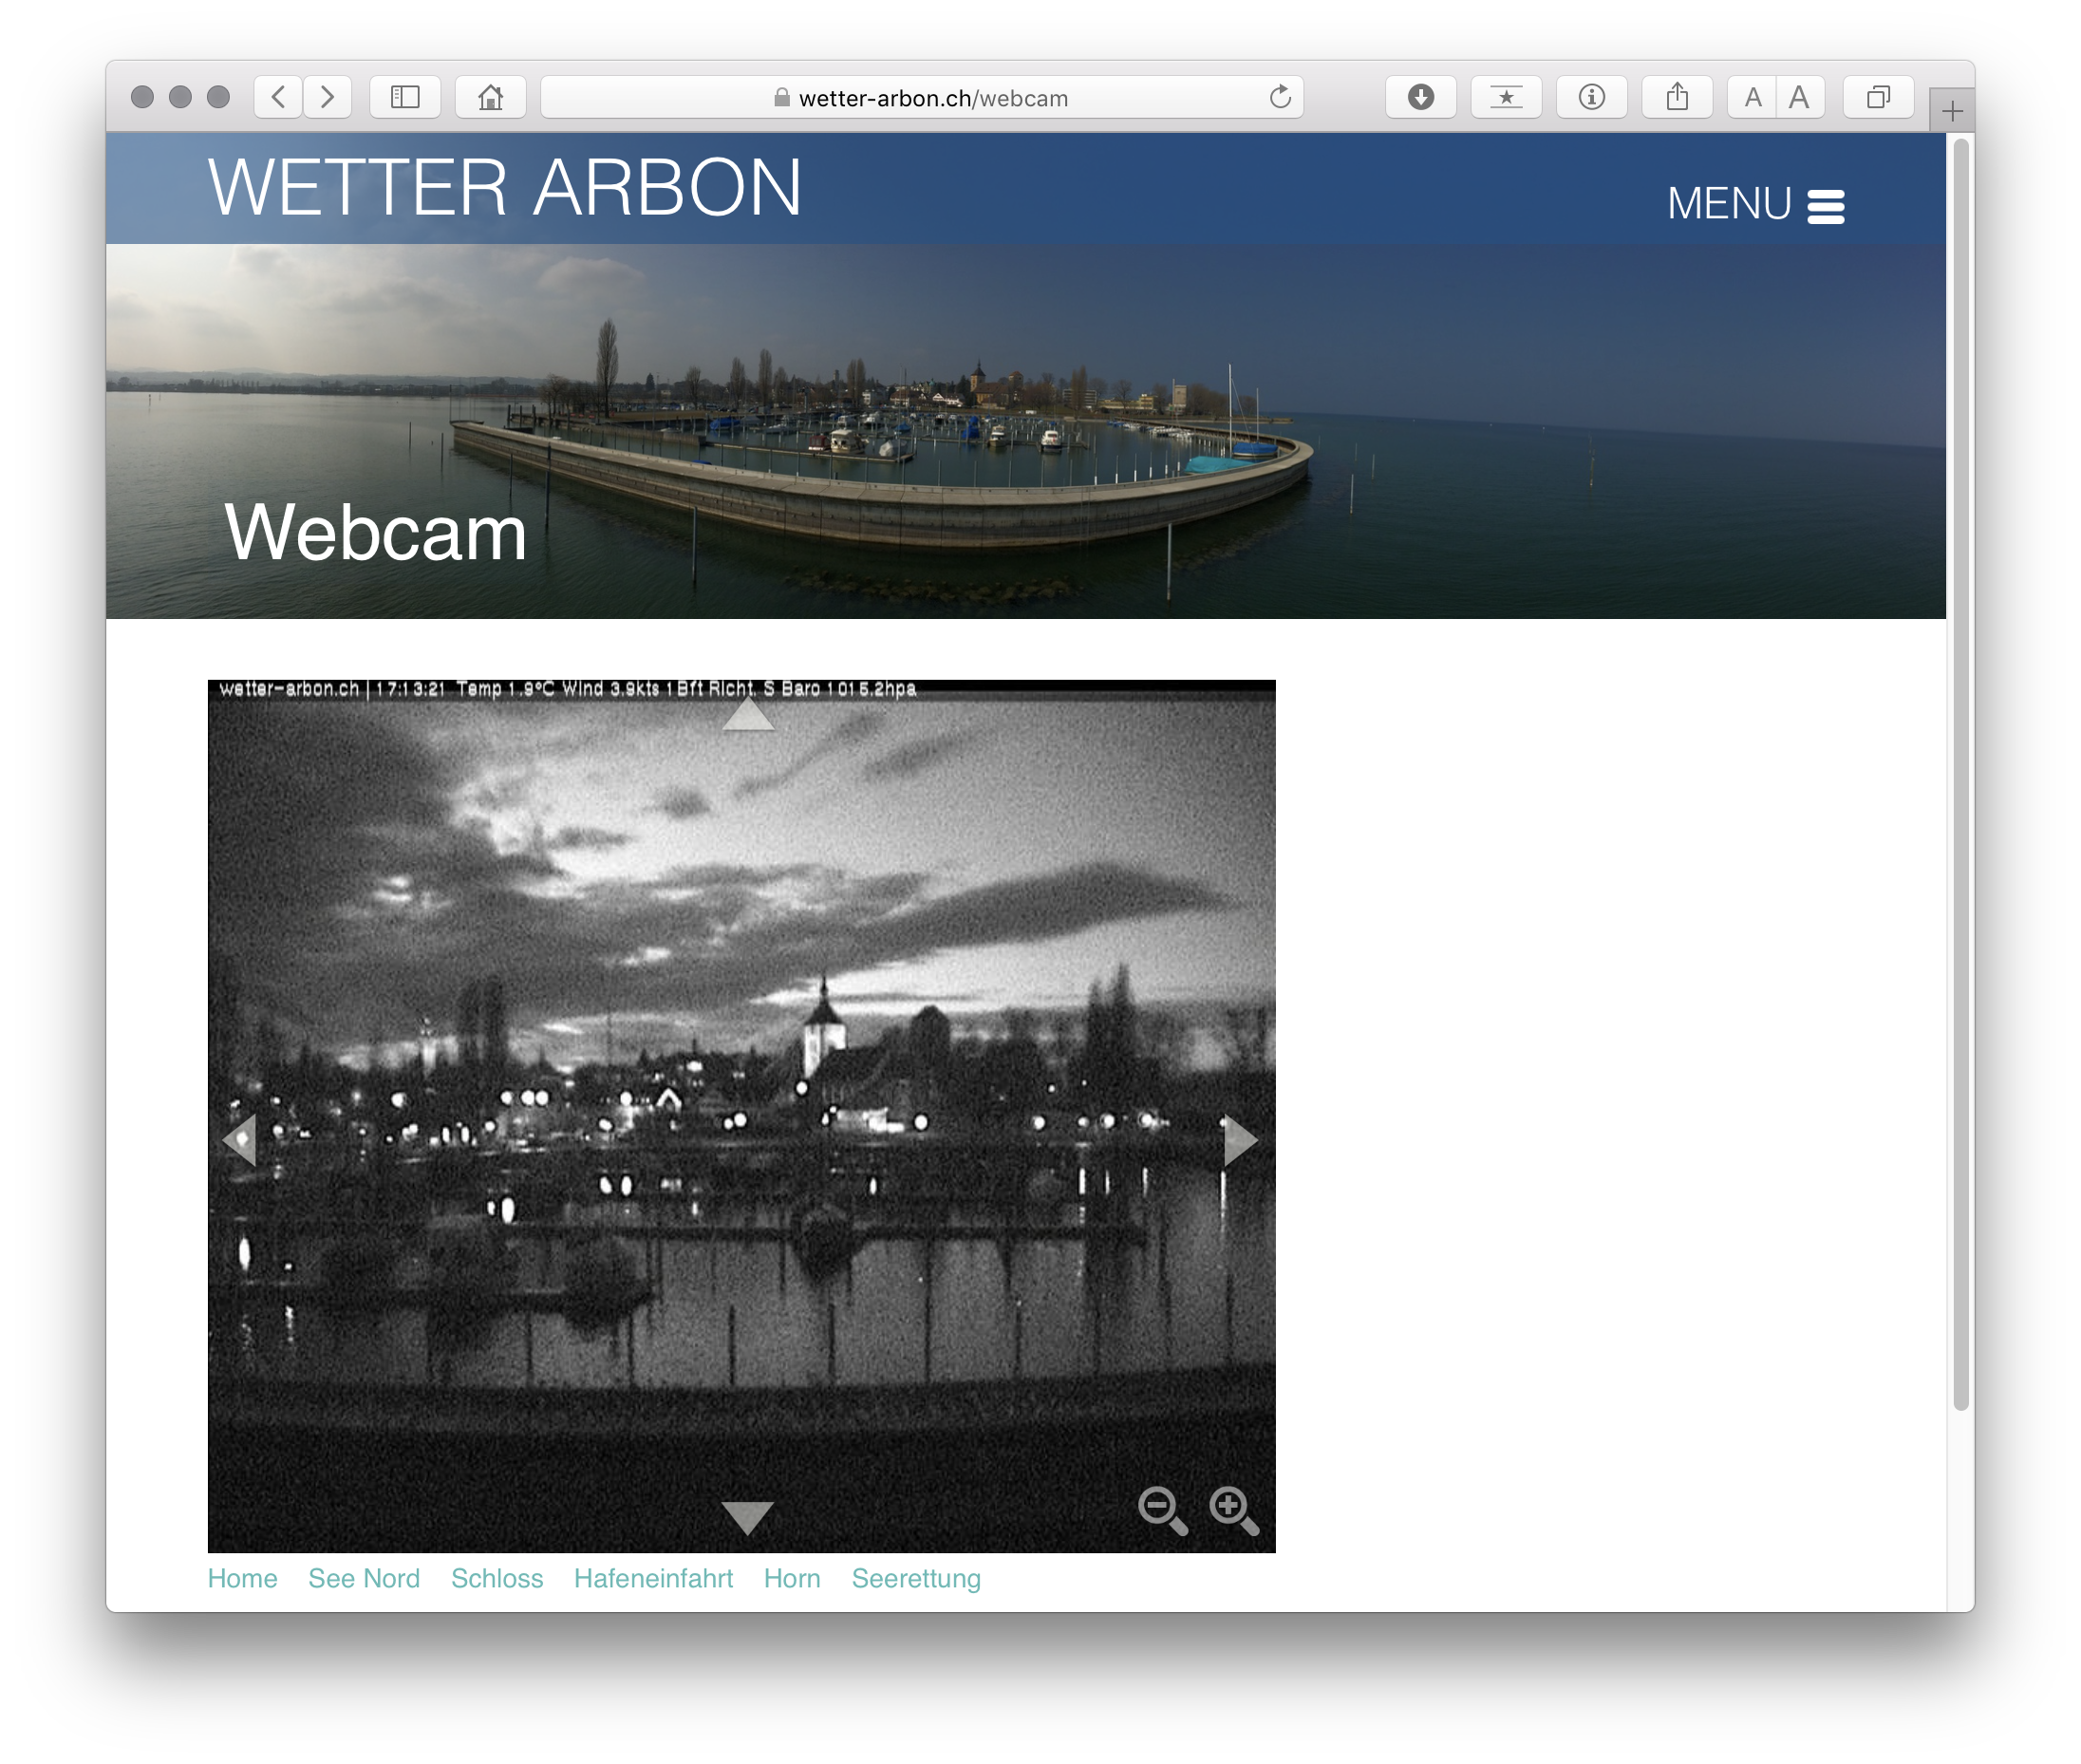 wetter-arbon.ch/webcam
A A
WETTER ARBON
MENU
Webcam
wetter-arbon.ch | 17:13:21 Temp 1.9°C Wind 3.9kts 1Bft Richt. S Baro 1015.2hpa
Home See Nord Schloss Hafeneinfahrt Horn Seerettung